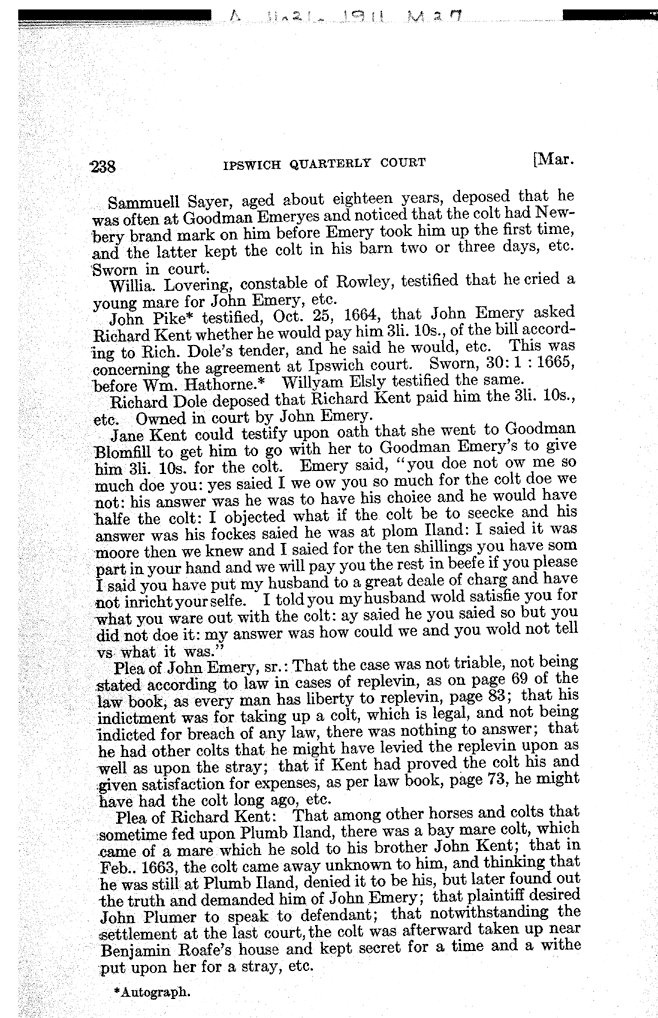 A 11.21. 1911 M27
238 IPSWICH QUARTERLY COURT [Mar.
Sammuell Sayer, aged about eighteen years, deposed that he
was often at Goodman Emeryes and noticed that the colt had New-
bery brand mark on him before Emery took him up the first time,
and the latter kept the colt in his barn two or three days, etc.
Sworn in court.
Willia. Lovering, constable of Rowley, testified that he cried a
young mare for John Emery, etc.
John Pike* testified, Oct. 25, 1664, that John Emery asked
Richard Kent whether he would pay him 3li. 10s., of the bill accord-
ing to Rich. Dole's tender, and he said he would, etc. This was
concerning the agreement at Ipswich court. Sworn, 30: 1 : 1665,
before Wm. Hathorne.* Willyam Elsly testified the same.
Richard Dole deposed that Richard Kent paid him the 3li. 10s.,
etc. Owned in court by John Emery.
Jane Kent could testify upon oath that she went to Goodman
Blomfill to get him to go with her to Goodman Emery's to give
him 3li. 10s. for the colt. Emery said, "you doe not ow me so
much doe you: yes saied I we ow you so much for the colt doe we
not: his answer was he was to have his choice and he would have
halfe the colt: I objected what if the colt be to seecke and his
answer was his fockes saied he was at plom Iland: I saied it was
moore then we knew and I saied for the ten shillings you have som
part in your hand and we will pay you the rest in beefe if you please
I said you have put my husband to a great deale of charg and have
not inricht yourselfe. I told you my husband wold satisfie you for
what you ware out with the colt: ay saied he you saied so but you
did not doe it: my answer was how could we and you wold not tell
vs what it was."
Plea of John Emery, sr.: That the case was not triable, not being
stated according to law in cases of replevin, as on page 69 of the
law book, as every man has liberty to replevin, page 83; that his
indictment was for taking up a colt, which is legal, and not being
indicted for breach of any law, there was nothing to answer; that
he had other colts that he might have levied the replevin upon as
well as upon the stray; that if Kent had proved the colt his and
given satisfaction for expenses, as per law book, page 73, he might
have had the colt long ago, etc.
Plea of Richard Kent: That among other horses and colts that
sometime fed upon Plumb Iland, there was a bay mare colt, which
came of a mare which he sold to his brother John Kent; that in
Feb.. 1663, the colt came away unknown to him, and thinking that
he was still at Plumb Iland, denied it to be his, but later found out
the truth and demanded him of John Emery; that plaintiff desired
John Plumer to speak to defendant; that notwithstanding the
settlement at the last court, the colt was afterward taken up near
Benjamin Roafe's house and kept secret for a time and a withe
put upon her for a stray, etc.
*Autograph.